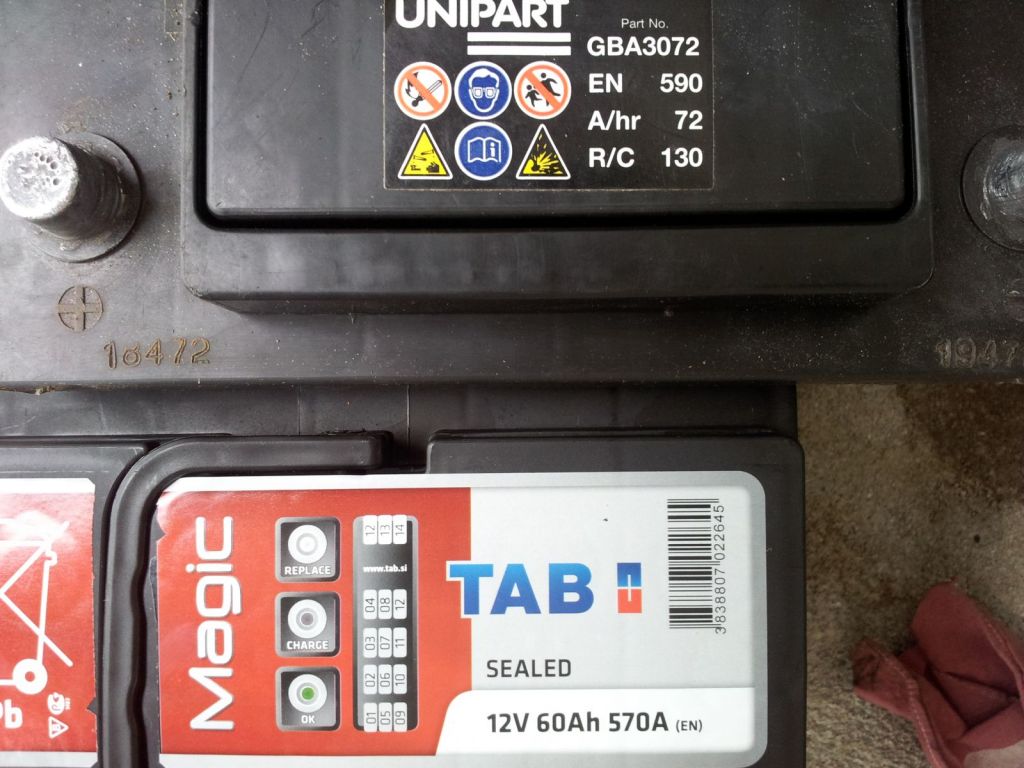 UNIPART
Part No.
GBA3072
EN 590
A/hr 72
R/C 130
16472
Magic
REPLACE
CHARGE
OK
12 13 14
www.tab.si
04 08 12
03 07 11
02 06 10
01 05 09
TAB
3838807022645
SEALED
12V 60Ah 570A (EN)
Pb